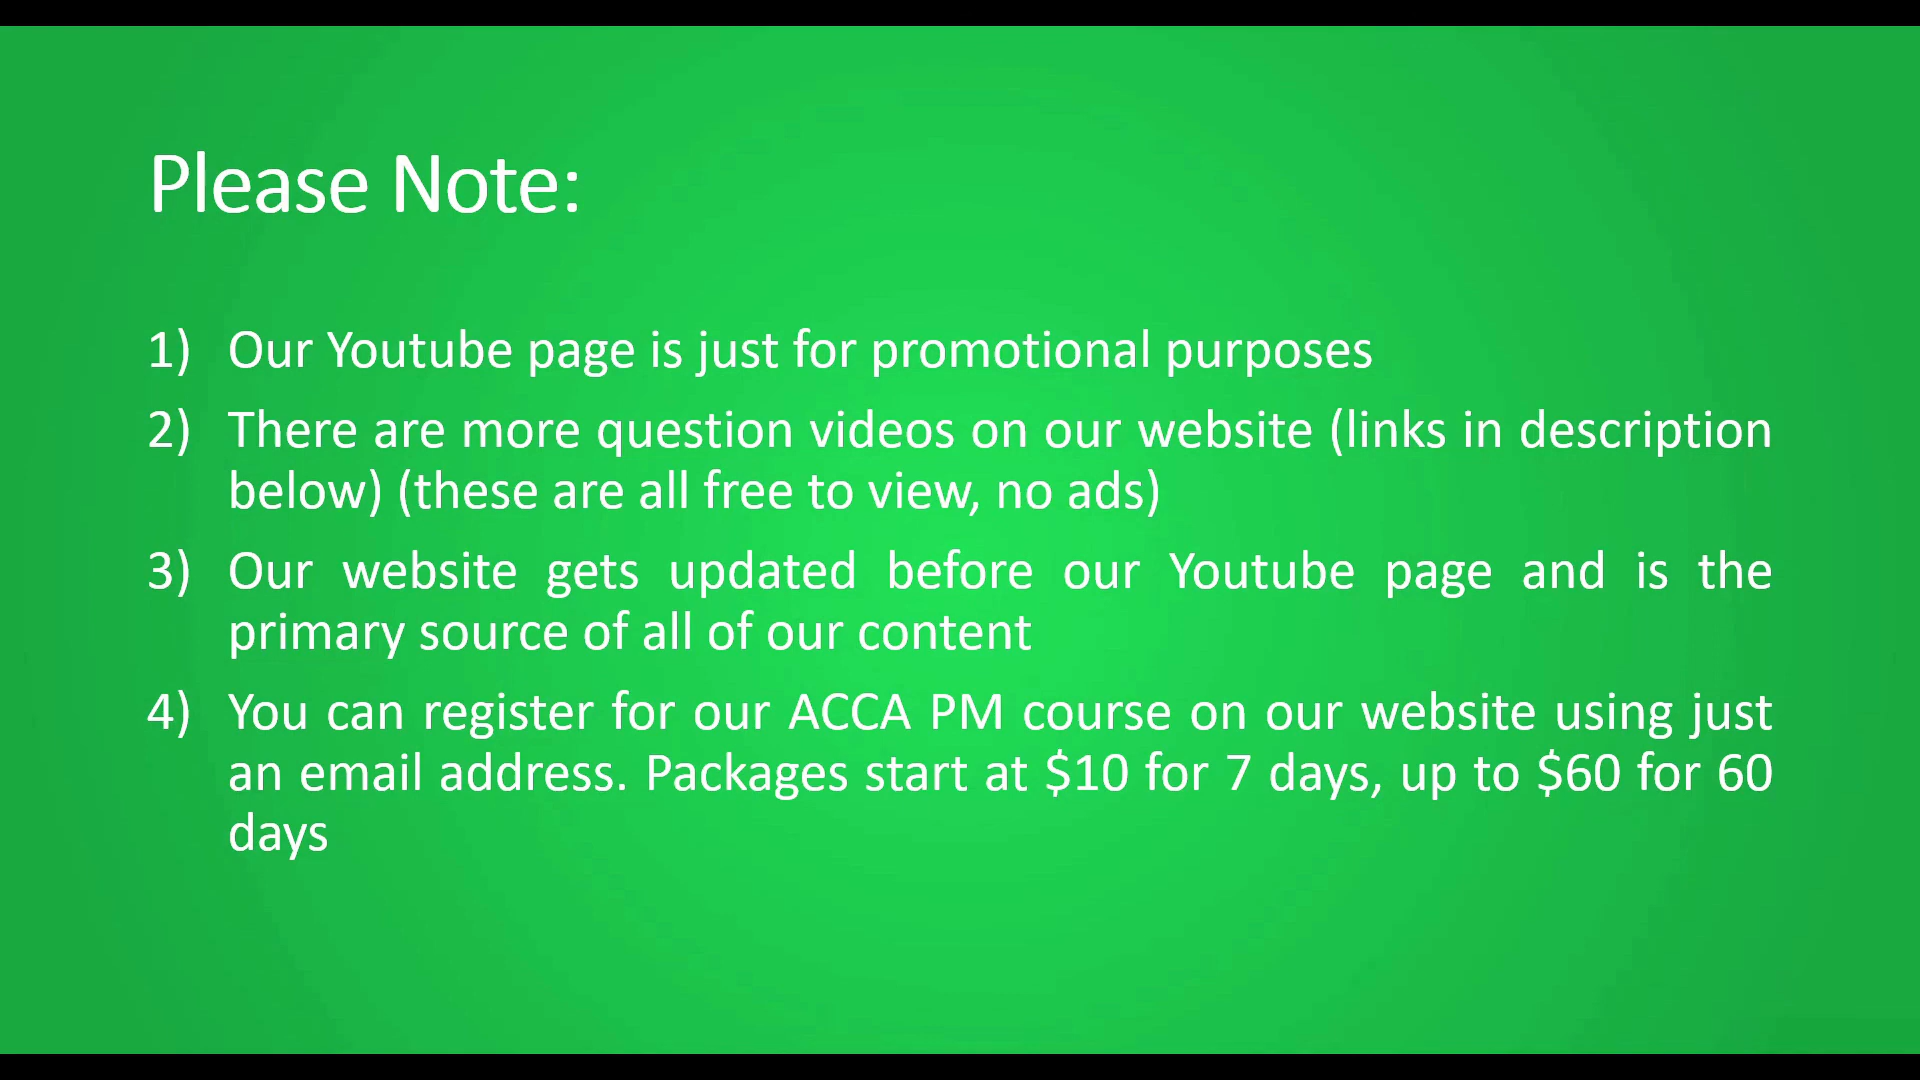 Please Note:
1) Our Youtube page is just for promotional purposes
2) There are more question videos on our website (links in description
below) (these are all free to view, no ads)
3) Our website gets updated before our Youtube page and is the
primary source of all of our content
4) You can register for our ACCA PM course on our website using just
an email address. Packages start at $10 for 7 days, up to $60 for 60
days